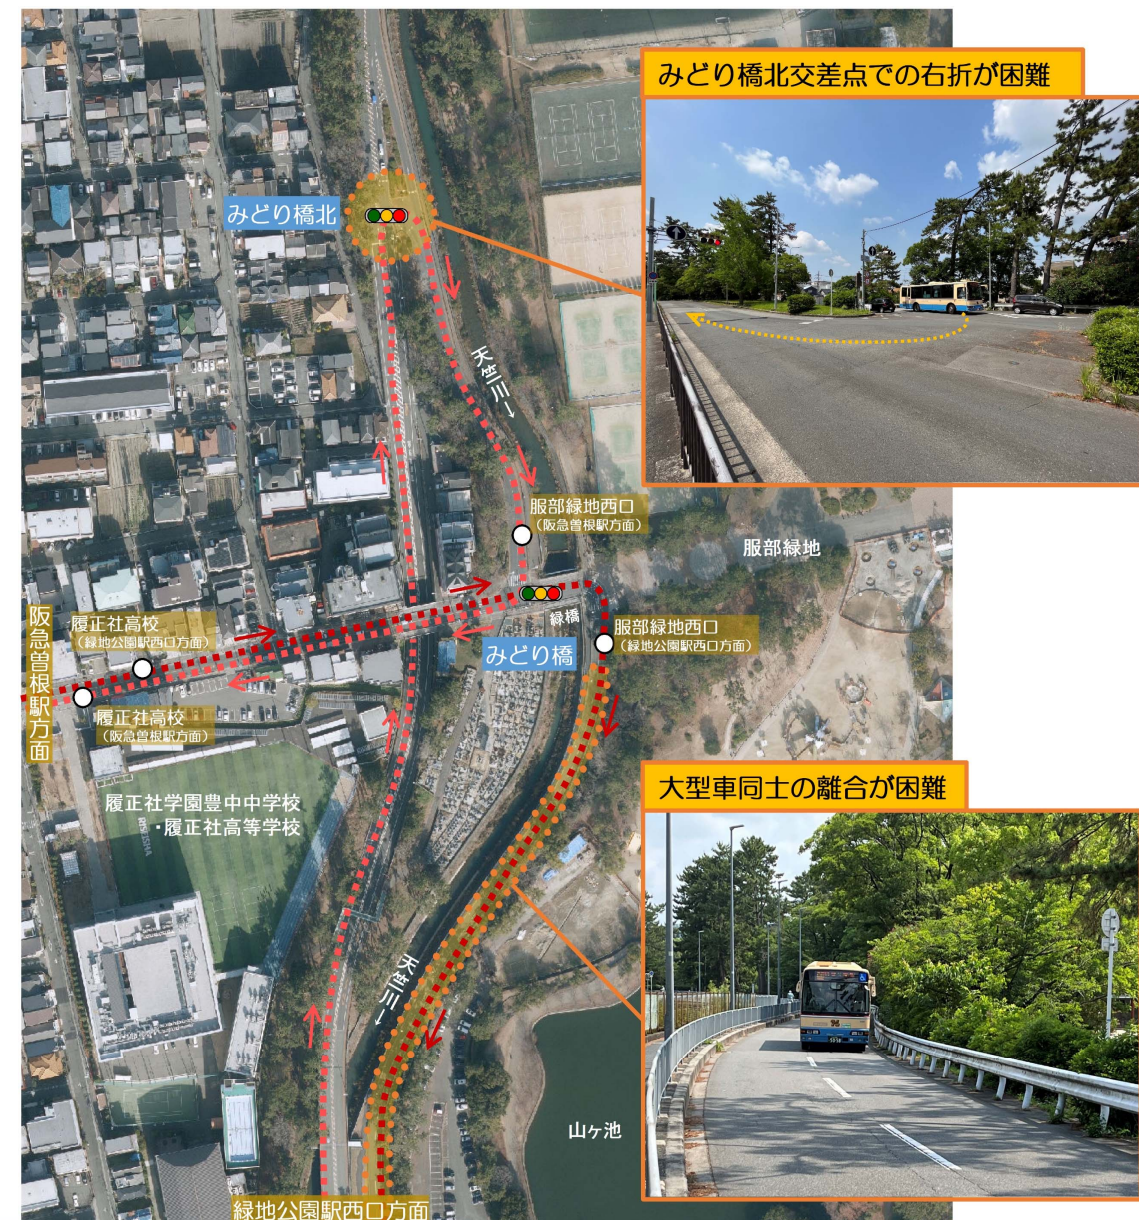 みどり橋北交差点での右折が困難
みどり橋北
天竺川→
服部緑地西口
（阪急曽根駅方面）
服部緑地
緑橋
みどり橋
服部緑地西口
（緑地公園駅西口方面）
阪急曽根駅方面
履正社高校
（緑地公園駅西口方面）
履正社高校
（阪急曽根駅方面）
履正社学園豊中中学校
・履正社高等学校
大型車同士の離合が困難
天竺川→
山ヶ池
緑地公園駅西口方面